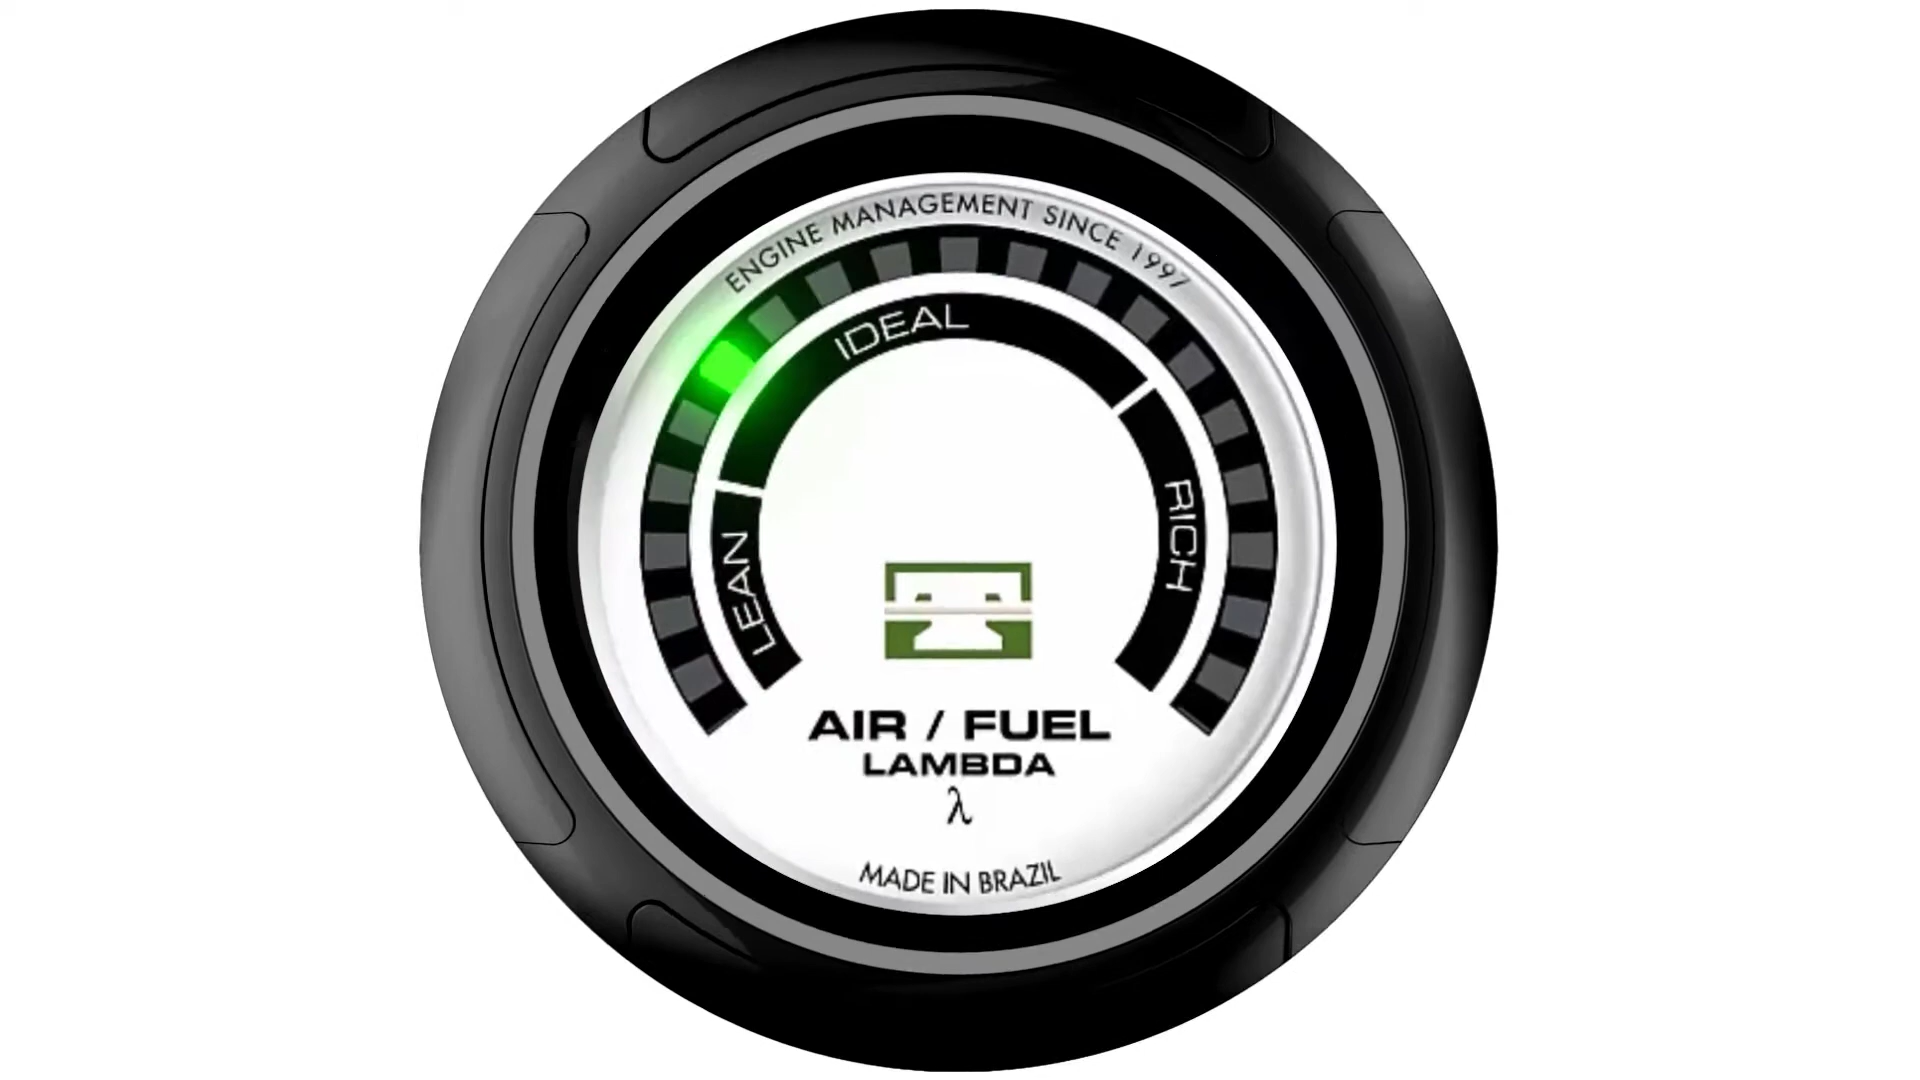 ENGINE MANAGEMENT SINCE 1997
IDEAL
LEAN
RICH
AIR / FUEL
LAMBDA
λ
MADE IN BRAZIL